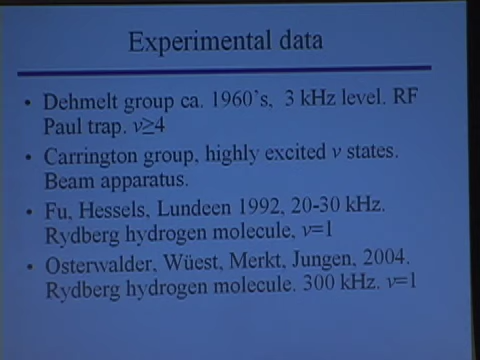 Experimental data
• Dehmelt group ca. 1960's, 3 kHz level. RF
Paul trap. v≥4
• Carrington group, highly excited v states.
Beam apparatus.
• Fu, Hessels, Lundeen 1992, 20-30 kHz.
Rydberg hydrogen molecule, v=1
• Osterwalder, Wüest, Merkt, Jungen, 2004.
Rydberg hydrogen molecule. 300 kHz. v=1